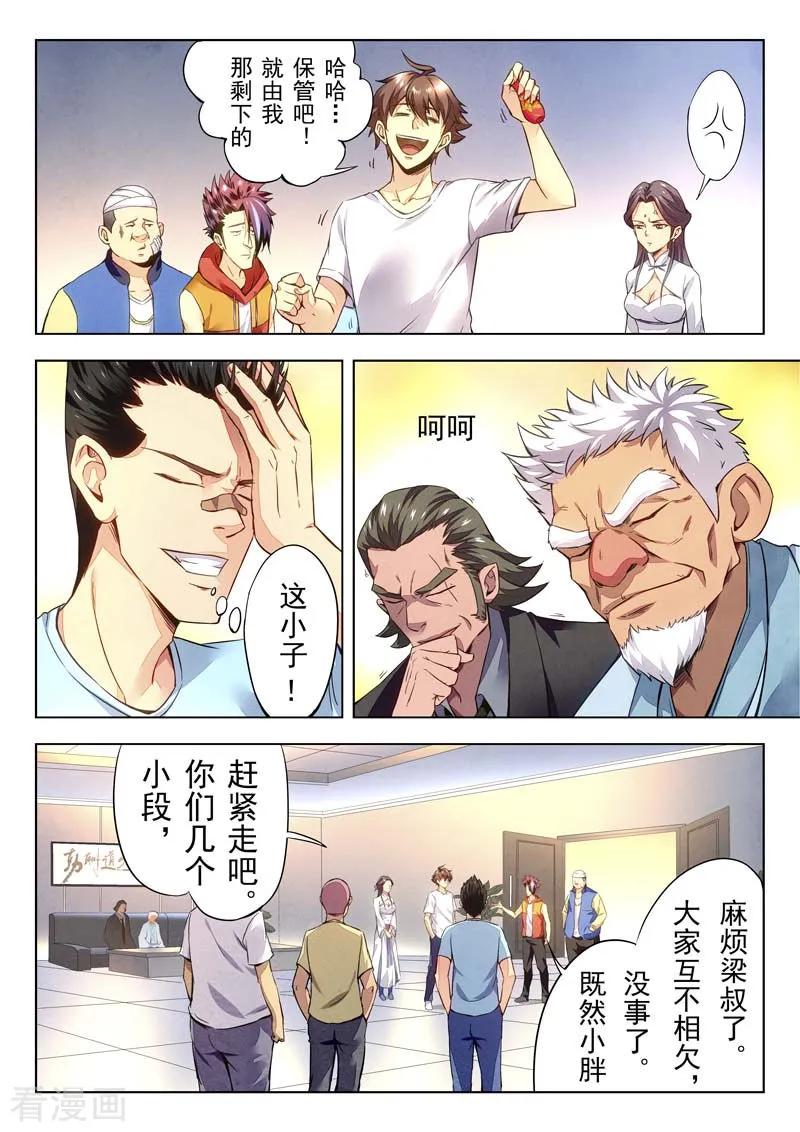 那剩下的
就由我
保管吧！
哈哈…
这小子！
呵呵
小段，
你们几个
赶紧走吧。
既然小胖
没事了。
大家互不相欠，
麻烦梁叔了。
看漫画